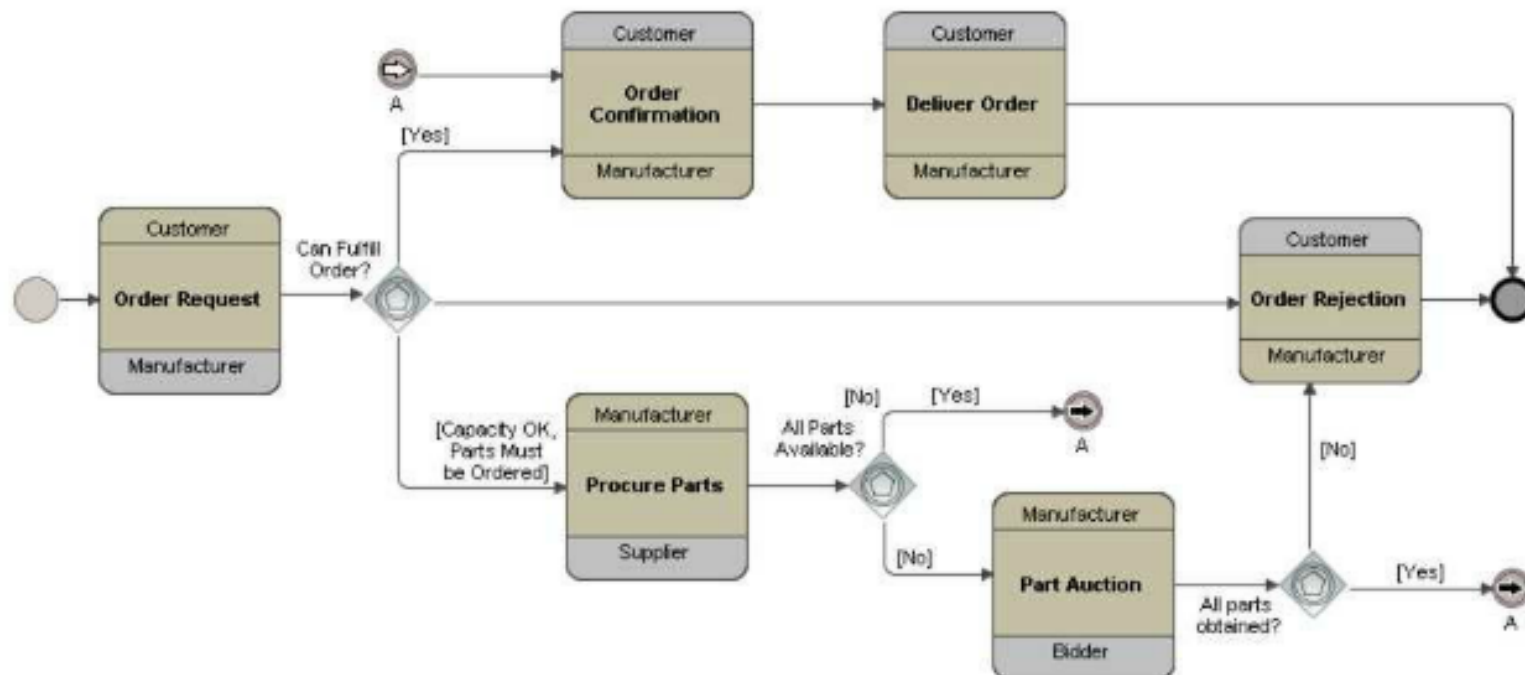 Customer
Order
Confirmation
Manufacturer
Customer
Deliver Order
Manufacturer
A
[Yes]
Customer
Order Request
Manufacturer
Can Fulfill
Order?
Customer
Order Rejection
Manufacturer
[Capacity OK,
Parts Must
be Ordered]
Manufacturer
Procure Parts
Supplier
All Parts
Available?
[No]
[Yes]
A
[No]
Manufacturer
Part Auction
Bidder
All parts
obtained?
[No]
[Yes]
A